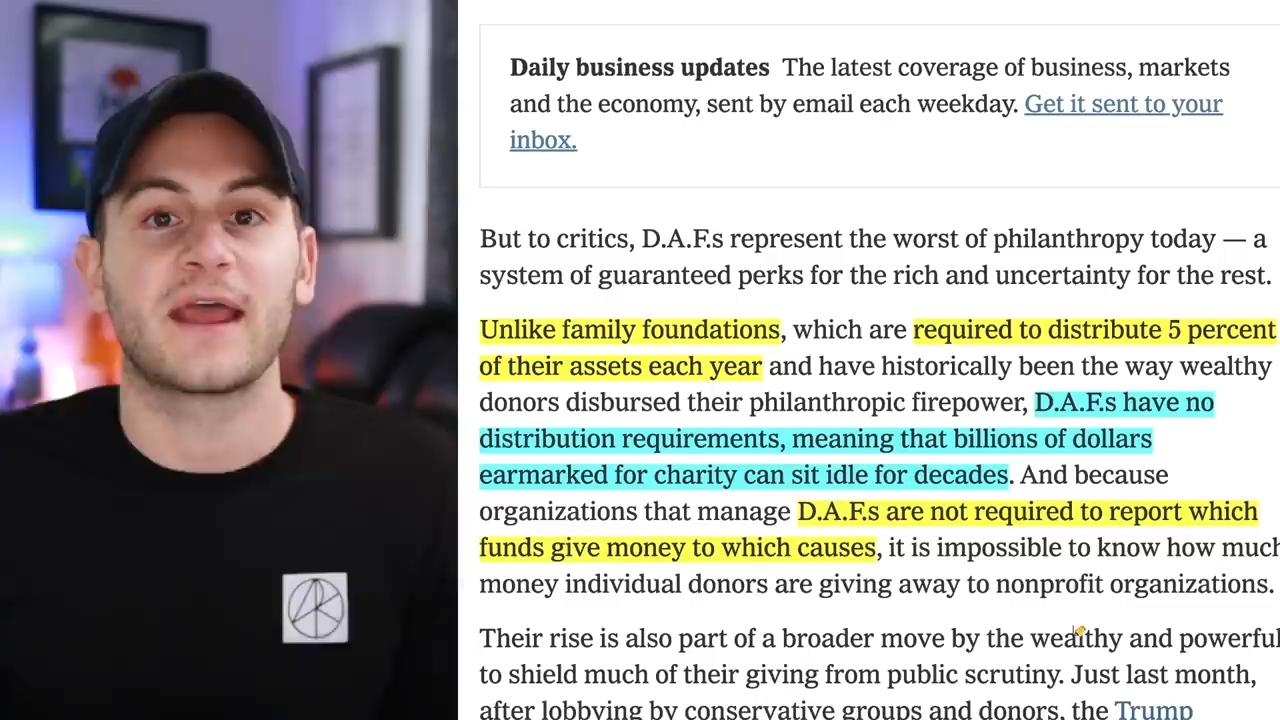 Daily business updates The latest coverage of business, markets
and the economy, sent by email each weekday. Get it sent to your
inbox.
But to critics, D.A.F.s represent the worst of philanthropy today — a
system of guaranteed perks for the rich and uncertainty for the rest.
Unlike family foundations, which are required to distribute 5 percent
of their assets each year and have historically been the way wealthy
donors disbursed their philanthropic firepower, D.A.F.s have no
distribution requirements, meaning that billions of dollars
earmarked for charity can sit idle for decades. And because
organizations that manage D.A.F.s are not required to report which
funds give money to which causes, it is impossible to know how much
money individual donors are giving away to nonprofit organizations.
Their rise is also part of a broader move by the wealthy and powerful
to shield much of their giving from public scrutiny. Just last month,
after lobbying by conservative groups and donors, the Trump